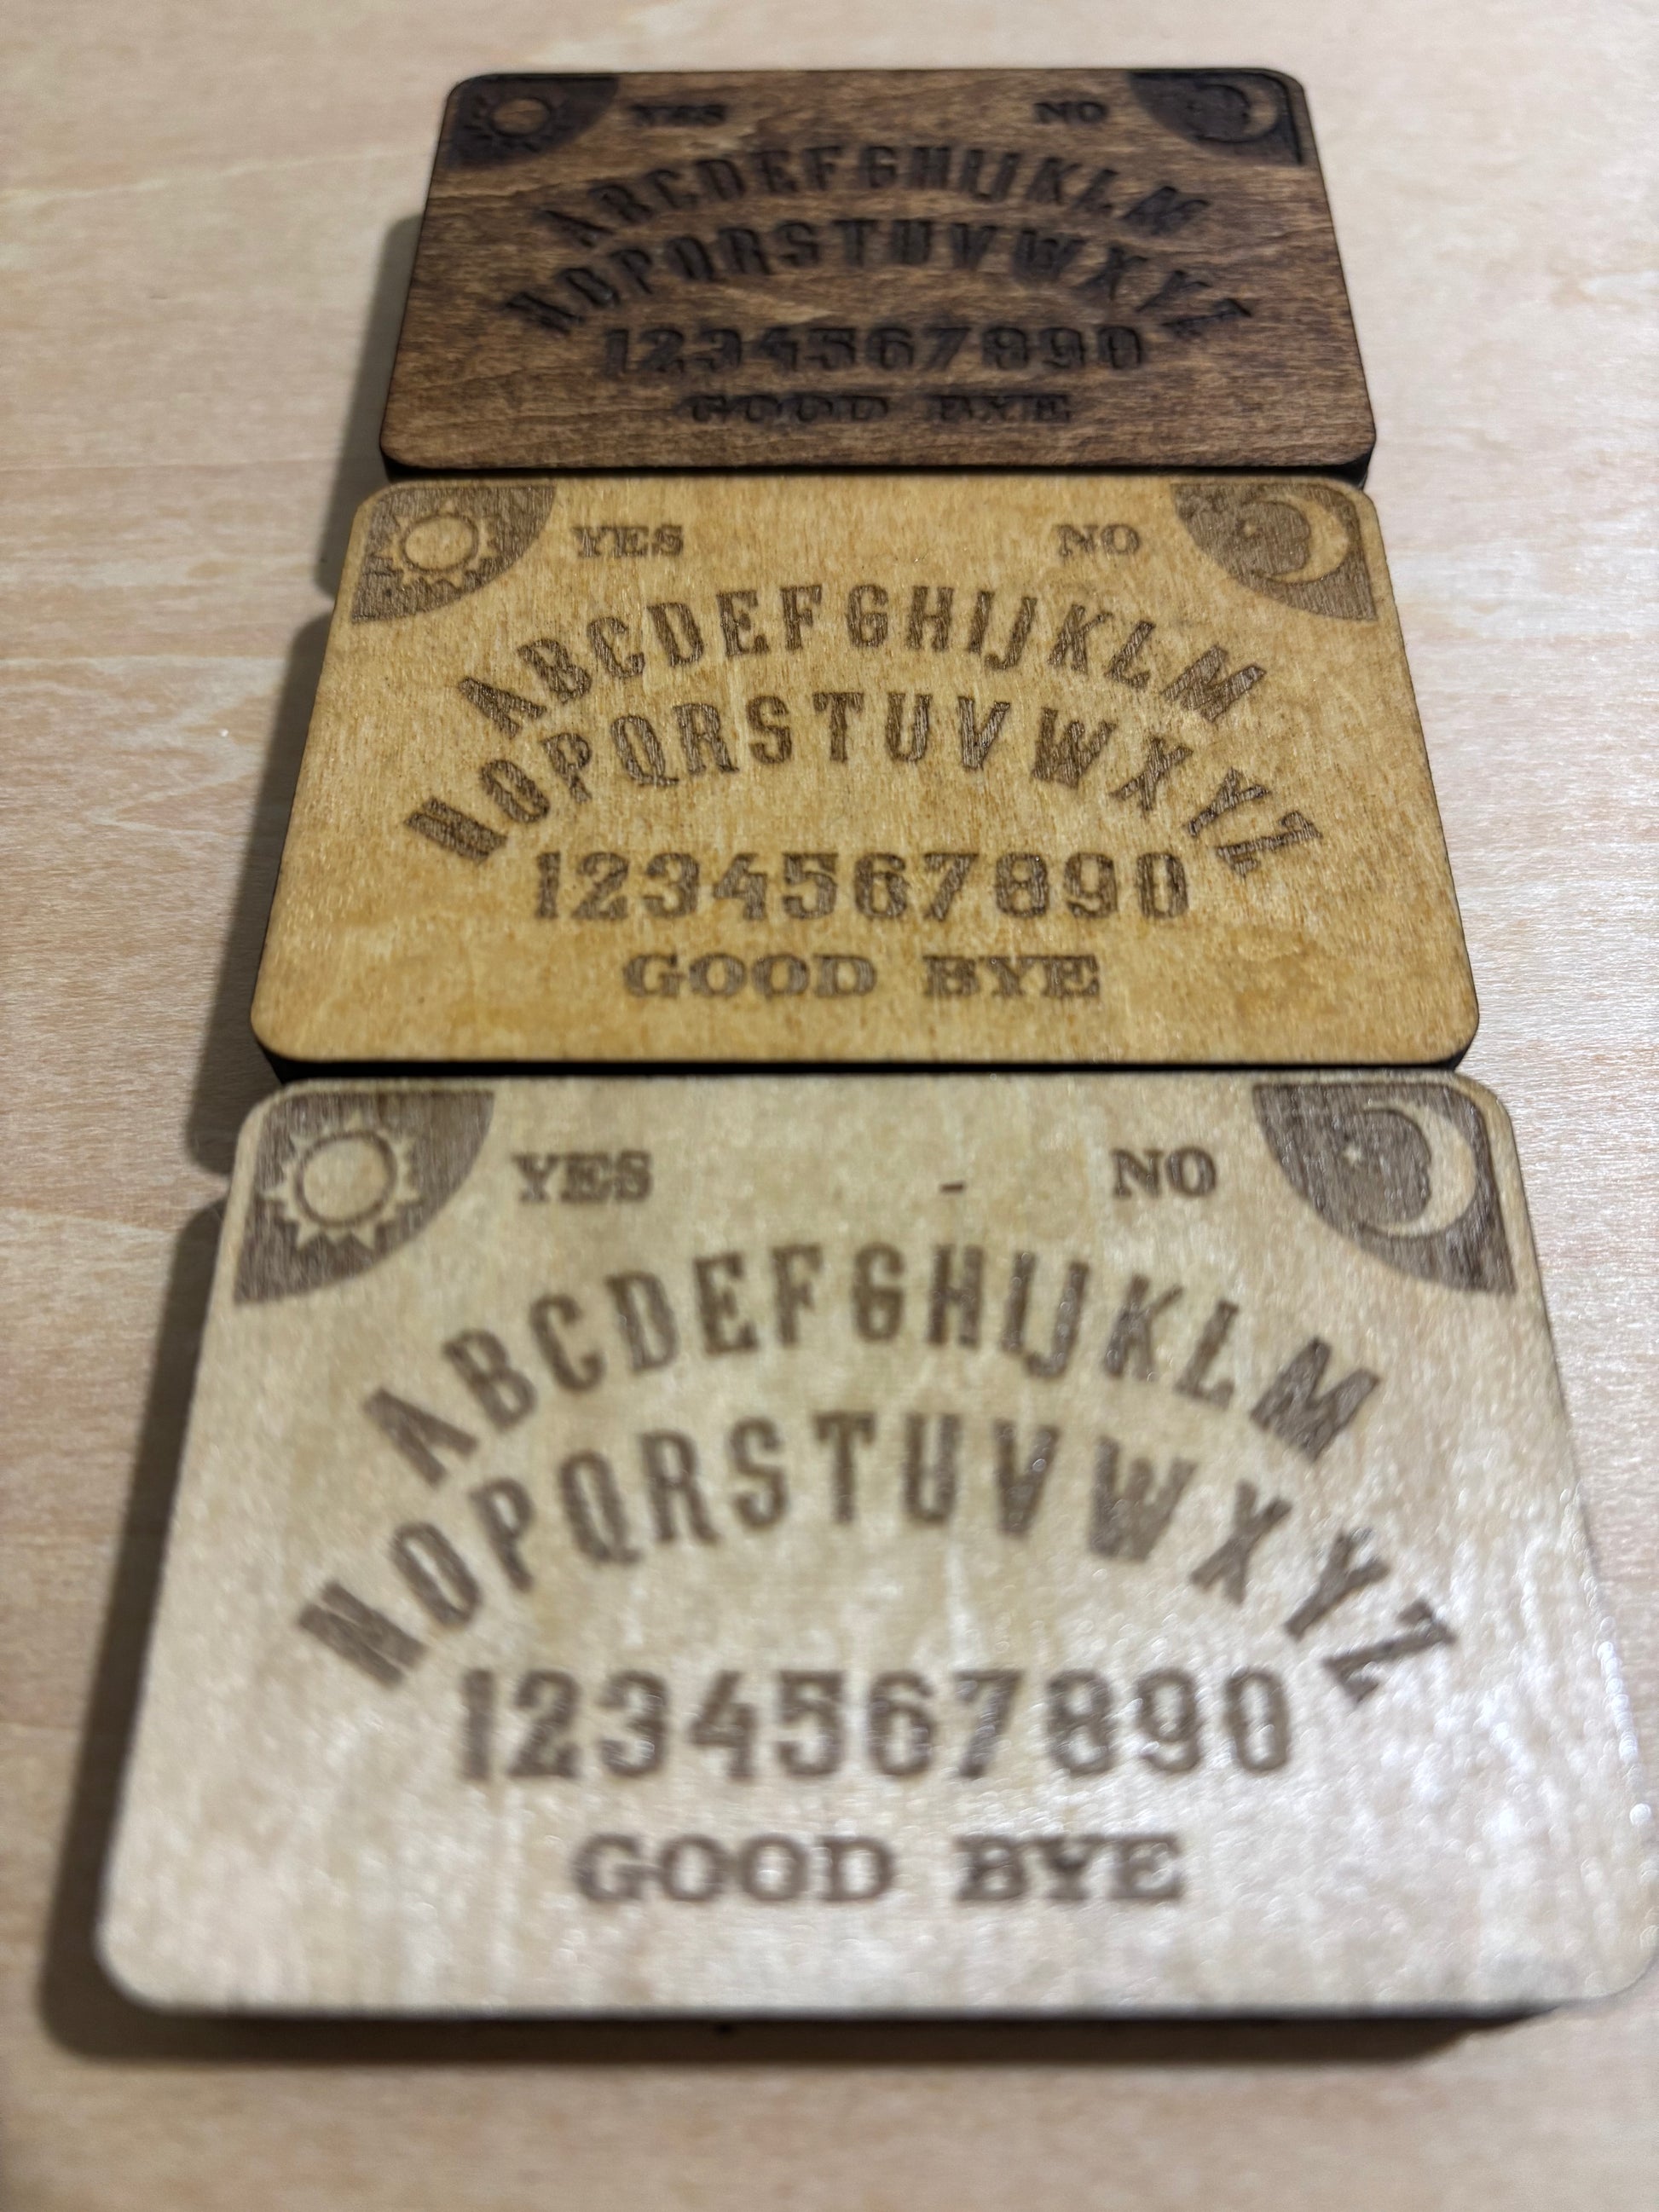 YES NO
ABCDEFGHIJKLM
NOPQRSTUVWXYZ
1234567890
GOOD BYE
YES NO
ABCDEFGHIJKLM
NOPQRSTUVWXYZ
1234567890
GOOD BYE
YES - NO
ABCDEFGHIJKLM
NOPQRSTUVWXYZ
1234567890
GOOD BYE